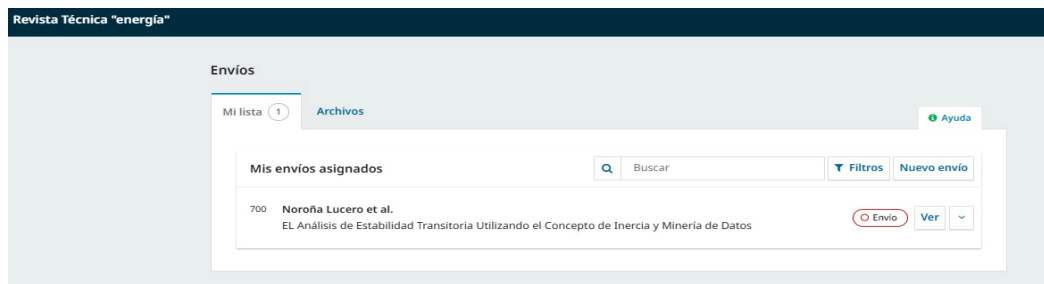 Revista Técnica "energía"
Envíos
Mi lista 1 Archivos
Ayuda
Mis envíos asignados Buscar Filtros Nuevo envío
700 Noroña Lucero et al. 
EL Análisis de Estabilidad Transitoria Utilizando el Concepto de Inercia y Minería de Datos
Envío Ver